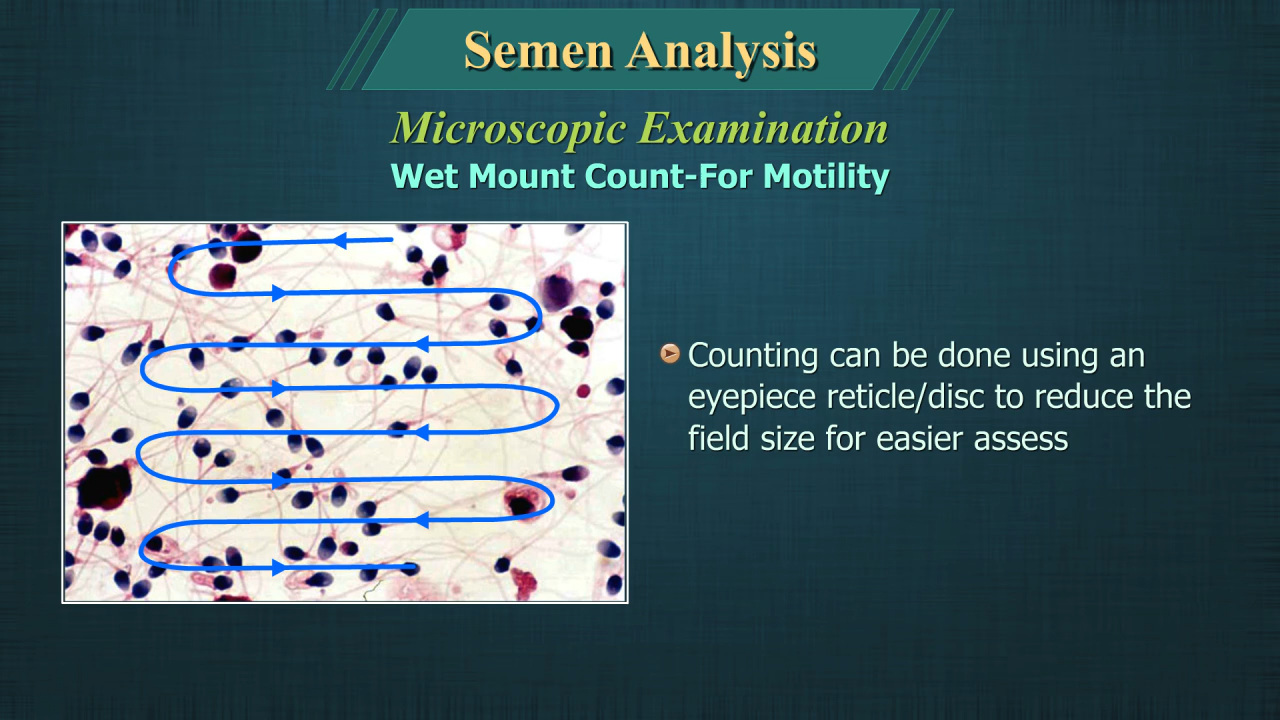 Semen Analysis
Microscopic Examination
Wet Mount Count-For Motility
Counting can be done using an
eyepiece reticle/disc to reduce the
field size for easier assess